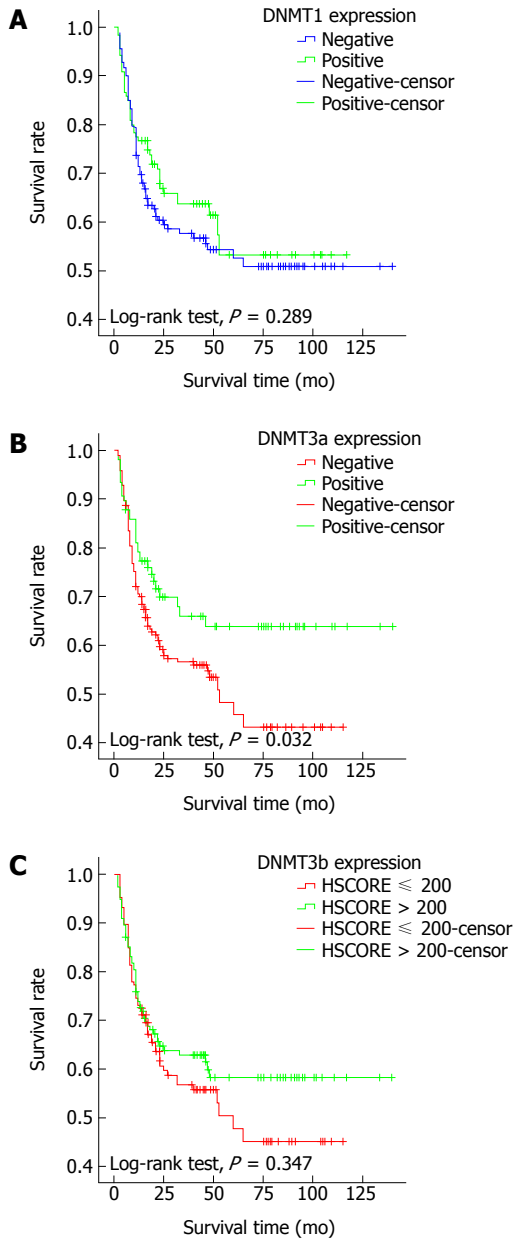 A
DNMT1 expression
Negative
Positive
Negative-censor
Positive-censor
1.0
0.9
0.8
0.7
0.6
0.5
0.4
Survival rate
Log-rank test, P = 0.289
0 25 50 75 100 125
Survival time (mo)
B
DNMT3a expression
Negative
Positive
Negative-censor
Positive-censor
1.0
0.9
0.8
0.7
0.6
0.5
0.4
Survival rate
Log-rank test, P = 0.032
0 25 50 75 100 125
Survival time (mo)
C
DNMT3b expression
HSCORE ⩽ 200
HSCORE > 200
HSCORE ⩽ 200-censor
HSCORE > 200-censor
1.0
0.9
0.8
0.7
0.6
0.5
0.4
Survival rate
Log-rank test, P = 0.347
0 25 50 75 100 125
Survival time (mo)